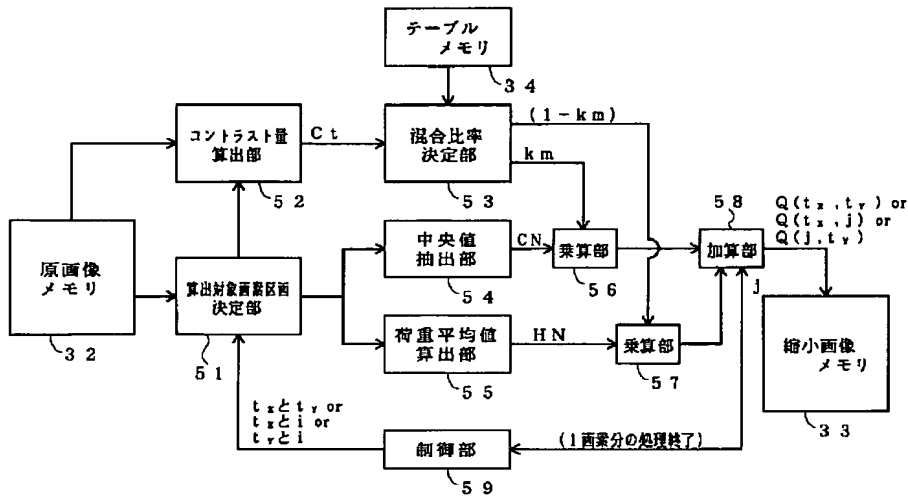 テーブル
メモリ
34
コントラスト量
算出部
52
Ct
混合比率
決定部
53
(1-km)
km
原画像
メモリ
32
算出対象画素区画
決定部
51
中央値
抽出部
54
CN
乗算部
56
58
加算部
Q(tx,ty) or
Q(tx,j) or
Q(j,ty)
荷重平均値
算出部
55
HN
乗算部
57
j
縮小画像
メモリ
33
txとty or
txとi or
tyとi
制御部
59
(1画素分の処理終了)